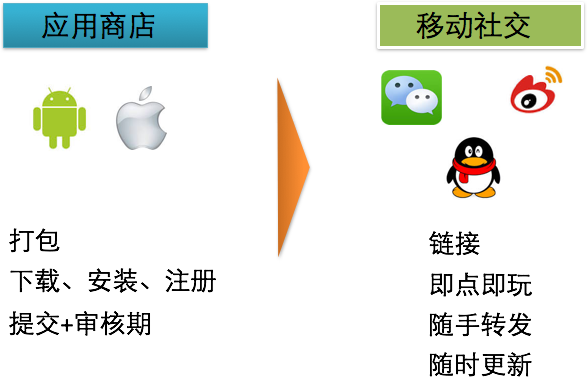 应用商店
移动社交
打包
下载、安装、注册
提交+审核期
链接
即点即玩
随手转发
随时更新